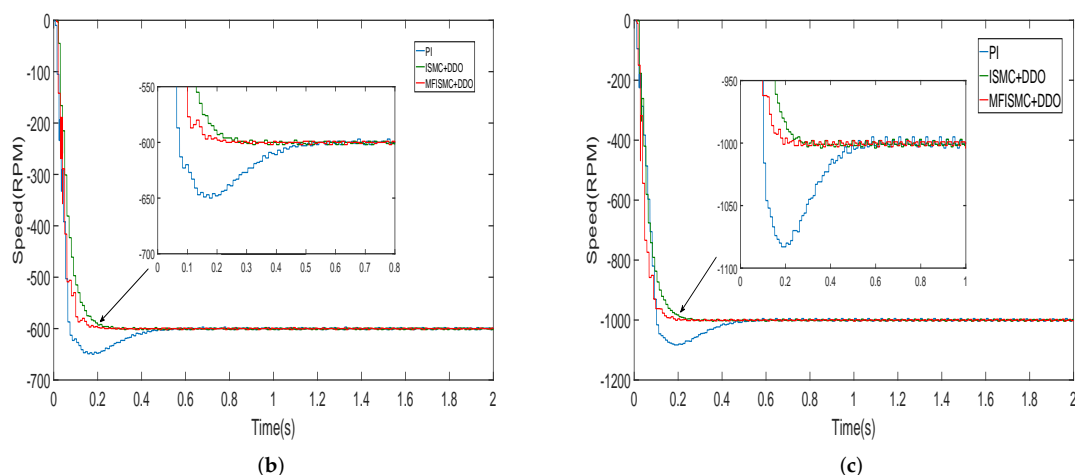 0
-100
-200
-300
-400
-500
-600
-700
Speed(RPM)
0 0.2 0.4 0.6 0.8 1 1.2 1.4 1.6 1.8 2
Time(s)
PI
ISMC+DDO
MFISMC+DDO
-550
-600
-650
-700
0 0.1 0.2 0.3 0.4 0.5 0.6 0.7 0.8
(b)
0
-200
-400
-600
-800
-1000
-1200
Speed(RPM)
0 0.2 0.4 0.6 0.8 1 1.2 1.4 1.6 1.8 2
Time(s)
PI
ISMC+DDO
MFISMC+DDO
-950
-1000
-1050
-1100
0 0.2 0.4 0.6 0.8 1
(c)